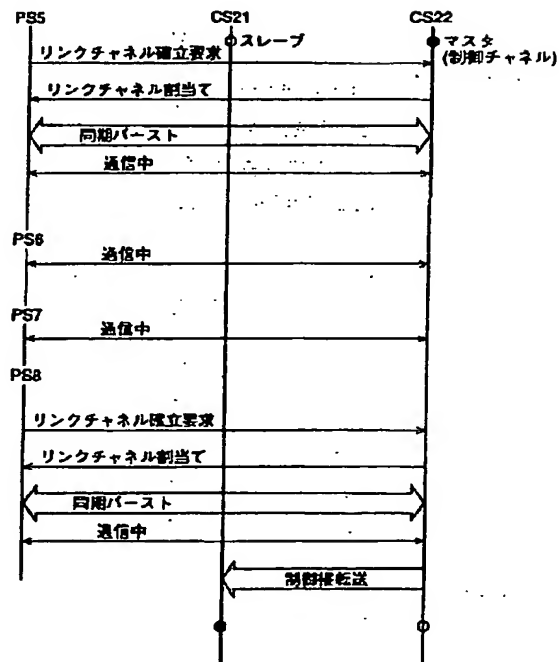 PS5 CS21 CS22
スレーブ
マスタ
(制御チャネル)
リンクチャネル確立要求
リンクチャネル割当て
同期バースト
通信中
PS6
通信中
PS7
通信中
PS8
リンクチャネル確立要求
リンクチャネル割当て
同期バースト
通信中
制御権転送